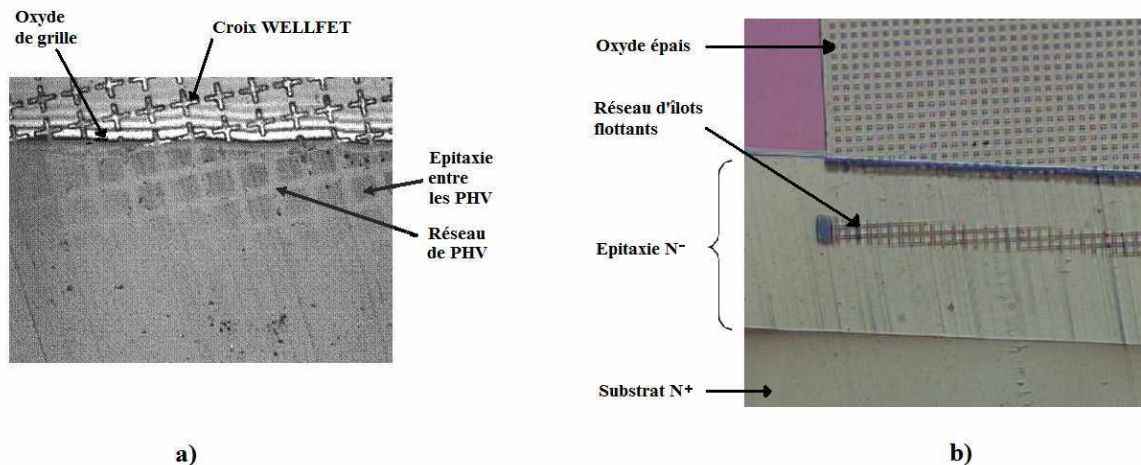 Oxyde
de grille
Croix WELLFET
Epitaxie
entre
les PHV
Réseau
de PHV
a)
Oxyde épais
Réseau d'îlots
flottants
Epitaxie N-
Substrat N+
b)